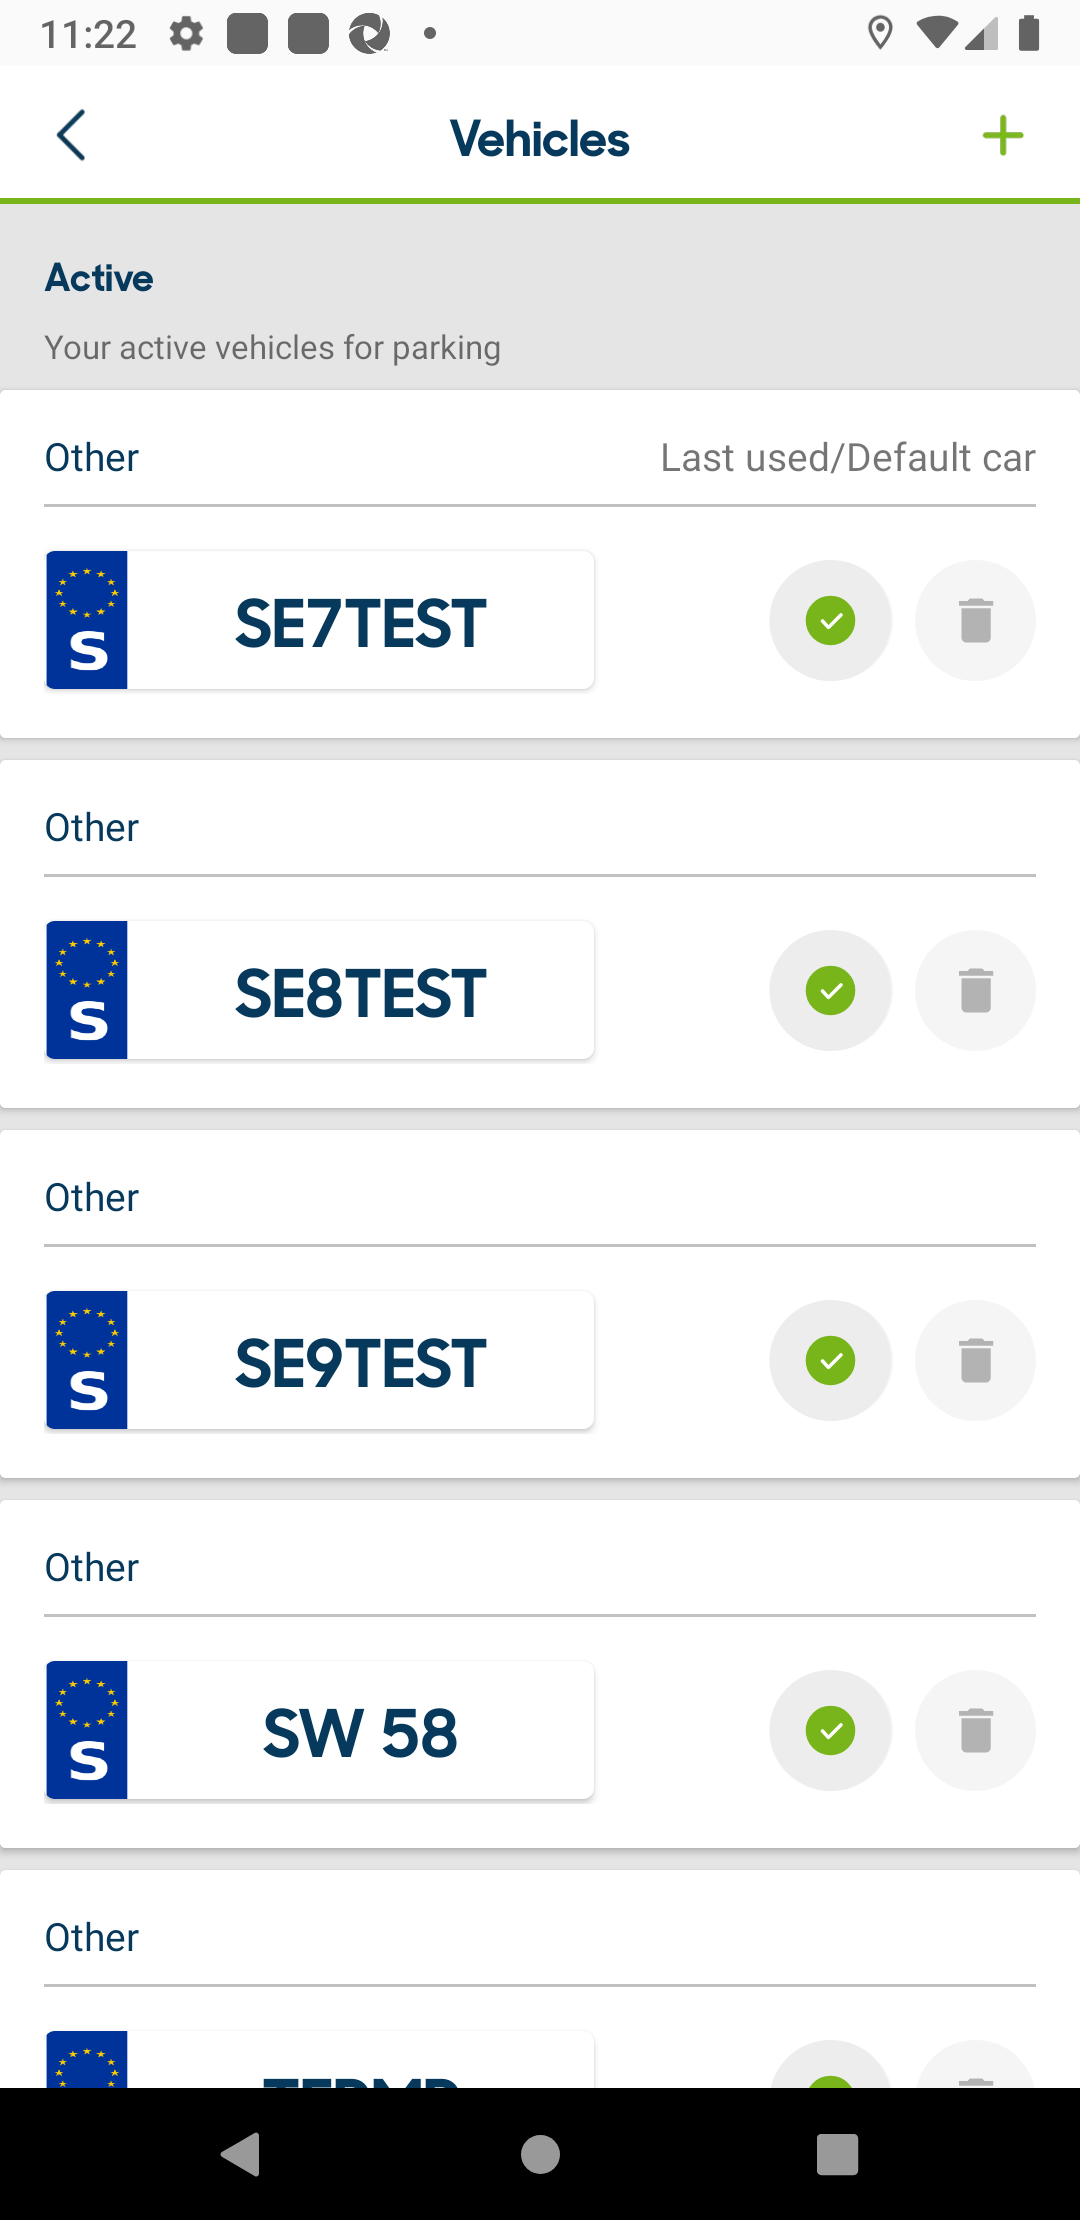 11:22
Vehicles
Active
Your active vehicles for parking
Other
Last used/Default car
S
SE7TEST
Other
S
SE8TEST
Other
S
SE9TEST
Other
S
SW 58
Other